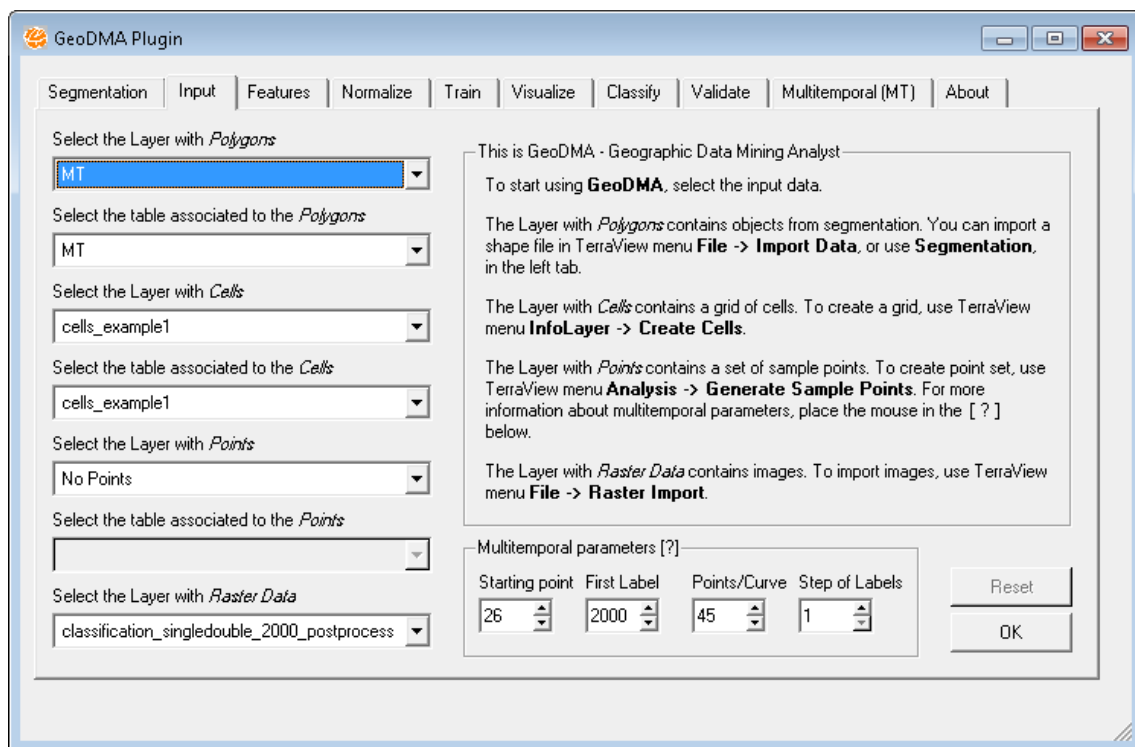 GeoDMA Plugin
Segmentation Input Features Normalize Train Visualize Classify Validate Multitemporal (MT) About
Select the Layer with Polygons
MT
Select the table associated to the Polygons
MT
Select the Layer with Cells
cells_example1
Select the table associated to the Cells
cells_example1
Select the Layer with Points
No Points
Select the table associated to the Points
Select the Layer with Raster Data
classification_singledouble_2000_postprocess
This is GeoDMA - Geographic Data Mining Analyst
To start using GeoDMA, select the input data.
The Layer with Polygons contains objects from segmentation. You can import a
shape file in TerraView menu File -> Import Data, or use Segmentation,
in the left tab.
The Layer with Cells contains a grid of cells. To create a grid, use TerraView
menu InfoLayer -> Create Cells.
The Layer with Points contains a set of sample points. To create point set, use
TerraView menu Analysis -> Generate Sample Points. For more
information about multitemporal parameters, place the mouse in the [ ? ]
below.
The Layer with Raster Data contains images. To import images, use TerraView
menu File -> Raster Import.
Multitemporal parameters [?]
Starting point First Label Points/Curve Step of Labels
26 2000 45 1
Reset
OK